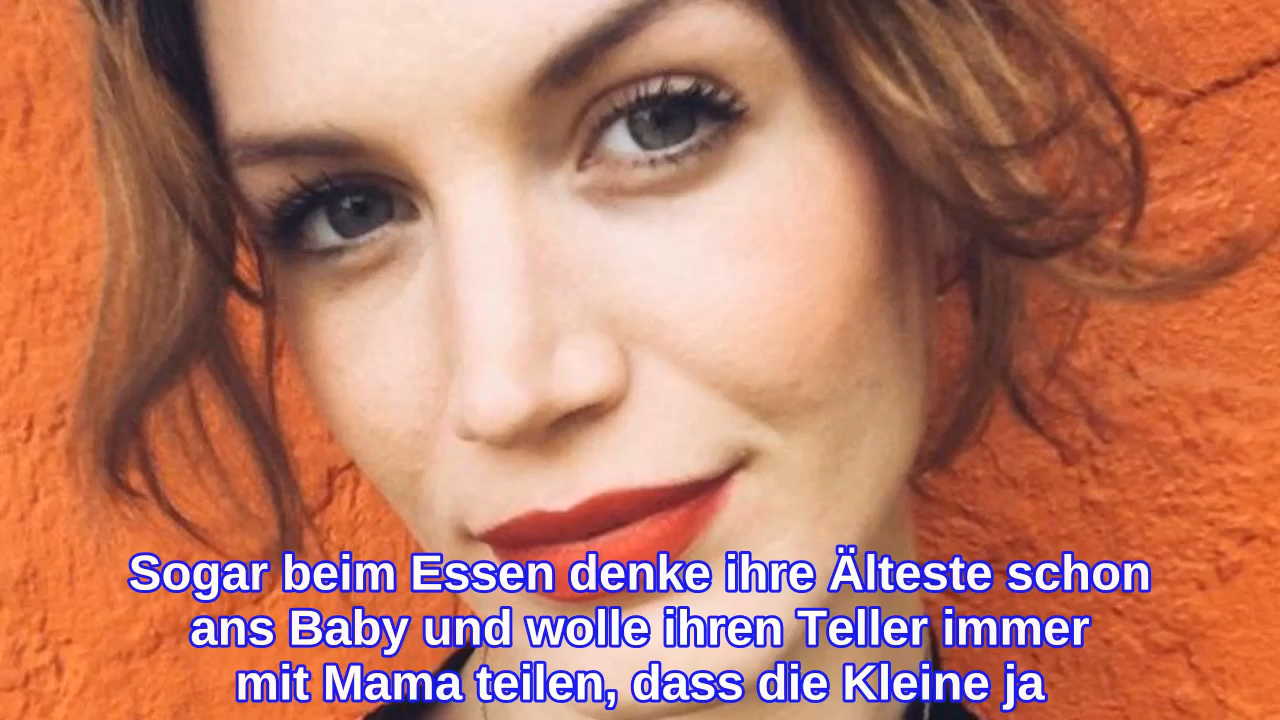 Sogar beim Essen denke ihre Älteste schon
ans Baby und wolle ihren Teller immer
mit Mama teilen, dass die Kleine ja